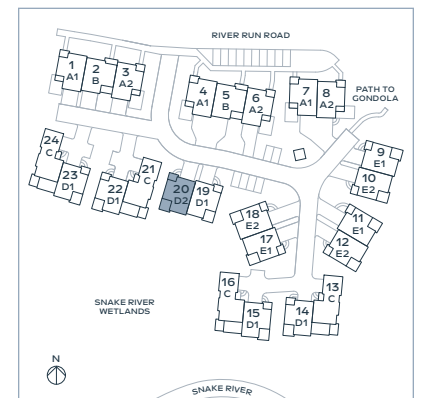 RIVER RUN ROAD
1
A1
2
B
3
A2
4
A1
5
B
6
A2
7
A1
8
A2
PATH TO
GONDOLA
24
C
23
D1
22
D1
21
C
20
D2
19
D1
9
E1
10
E2
18
E2
17
E1
11
E1
12
E2
16
C
15
D1
14
D1
13
C
SNAKE RIVER
WETLANDS
N
SNAKE RIVER